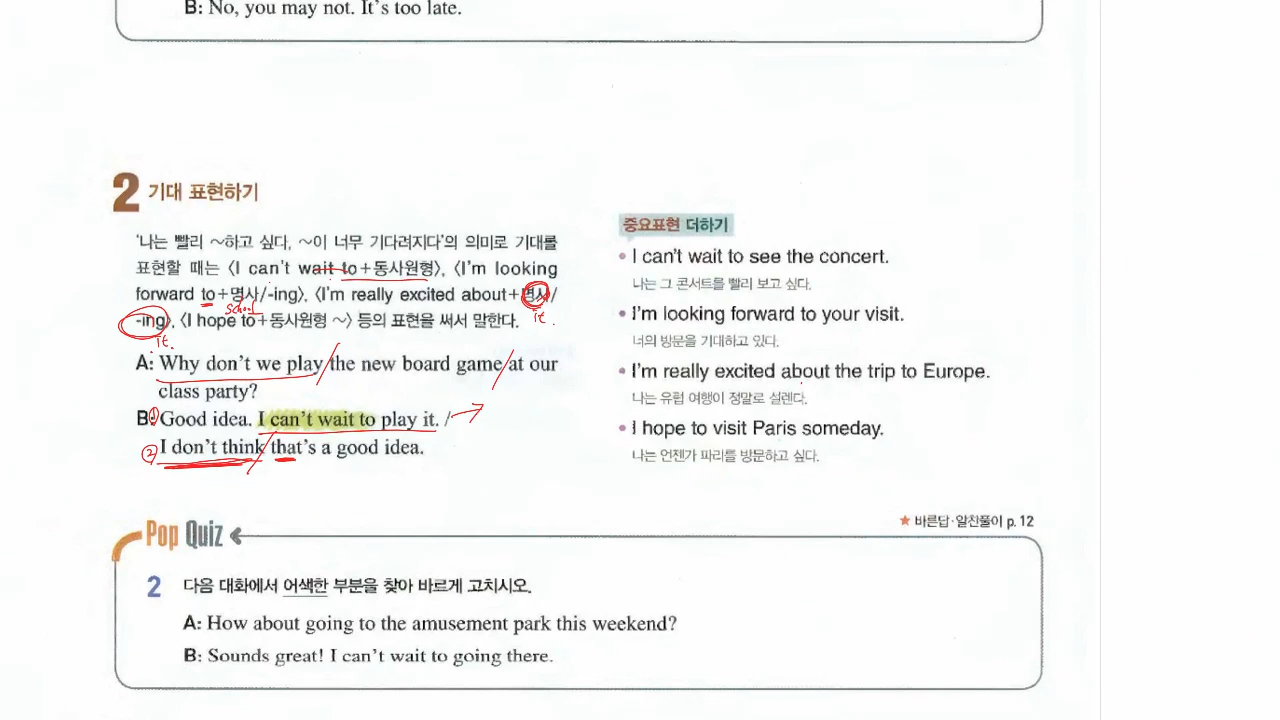 B: No, you may not. It's too late.
2 기대 표현하기
'나는 빨리 ~하고 싶다, ~이 너무 기다려지다'의 의미로 기대를
표현할 때는 〈I can't wait to+동사원형〉, 〈I'm looking
forward to+명사/-ing〉, 〈I'm really excited about+명사/
school
-ing〉, 〈I hope to+동사원형 ~〉 등의 표현을 써서 말한다.
it.
it.
A: Why don't we play the new board game at our
class party?
B: ① Good idea. I can't wait to play it. /
② I don't think that's a good idea.
중요표현 더하기
• I can't wait to see the concert.
나는 그 콘서트를 빨리 보고 싶다.
• I'm looking forward to your visit.
너의 방문을 기대하고 있다.
• I'm really excited about the trip to Europe.
나는 유럽 여행이 정말로 설렌다.
• I hope to visit Paris someday.
나는 언젠가 파리를 방문하고 싶다.
★ 바른답·알찬풀이 p. 12
Pop Quiz
2 다음 대화에서 어색한 부분을 찾아 바르게 고치시오.
A: How about going to the amusement park this weekend?
B: Sounds great! I can't wait to going there.